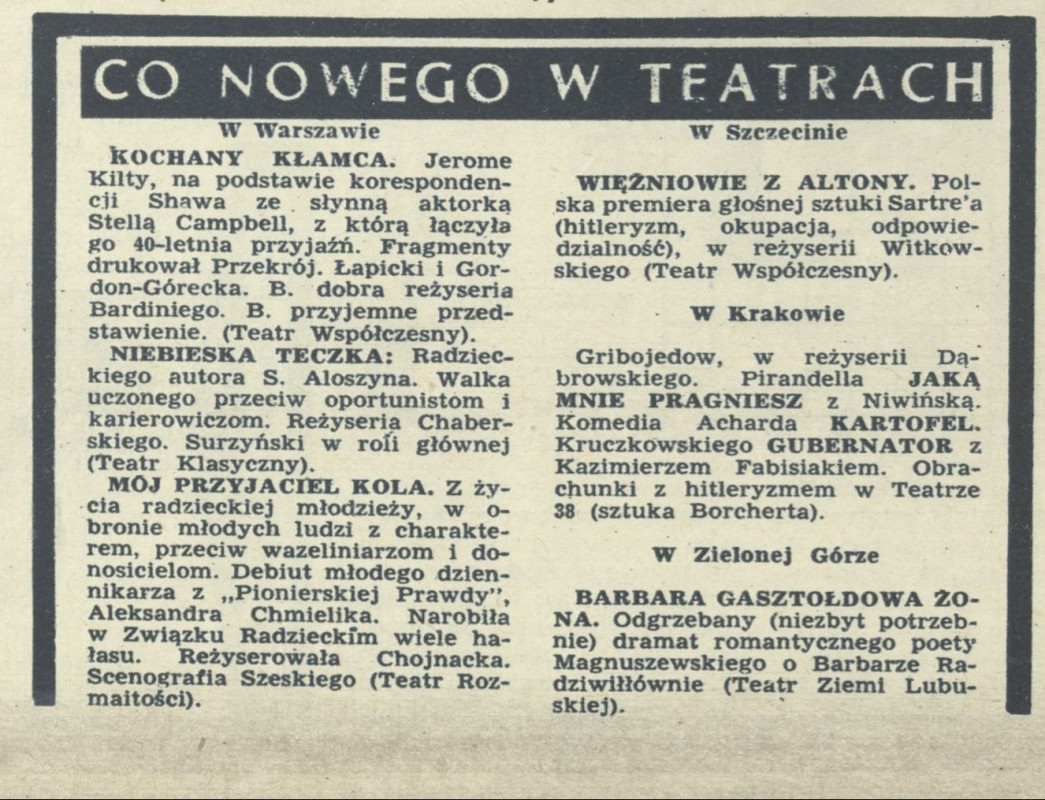 CO NOWEGO W TEATRACH
W Warszawie
KOCHANY KŁAMCA. Jerome
Kilty, na podstawie koresponden-
cji Shawa ze słynną aktorką
Stellą Campbell, z którą łączyła
go 40-letnia przyjaźń. Fragmenty
drukował Przekrój. Łapicki i Gor-
don-Górecka. B. dobra reżyseria
Bardiniego. B. przyjemne przed-
stawienie. (Teatr Współczesny).
NIEBIESKA TECZKA: Radziec-
kiego autora S. Aloszyna. Walka
uczonego przeciw oportunistom i
karierowiczom. Reżyseria Chaber-
skiego. Surzyński w roli głównej
(Teatr Klasyczny).
MÓJ PRZYJACIEL KOLA. Z ży-
cia radzieckiej młodzieży, w o-
bronie młodych ludzi z charakte-
rem, przeciw wazeliniarzom i do-
nosicielom. Debiut młodego dzien-
nikarza z „Pionierskiej Prawdy”,
Aleksandra Chmielika. Narobiła
w Związku Radzieckim wiele ha-
łasu. Reżyserowała Chojnacka.
Scenografia Szeskiego (Teatr Roz-
maitości).
W Szczecinie
WIĘŹNIOWIE Z ALTONY. Pol-
ska premiera głośnej sztuki Sartre'a
(hitleryzm, okupacja, odpowie-
dzialność), w reżyserii Witkow-
skiego (Teatr Współczesny).
W Krakowie
Gribojedow, w reżyserii Dą-
browskiego. Pirandella JAKĄ
MNIE PRAGNIESZ z Niwińską.
Komedia Acharda KARTOFEL.
Kruczkowskiego GUBERNATOR z
Kazimierzem Fabisiakiem. Obra-
chunki z hitleryzmem w Teatrze
38 (sztuka Borcherta).
W Zielonej Górze
BARBARA GASZTOŁDOWA ŻO-
NA. Odgrzebany (niezbyt potrzeb-
nie) dramat romantycznego poety
Magnuszewskiego o Barbarze Ra-
dziwiłłównie (Teatr Ziemi Lubu-
skiej).